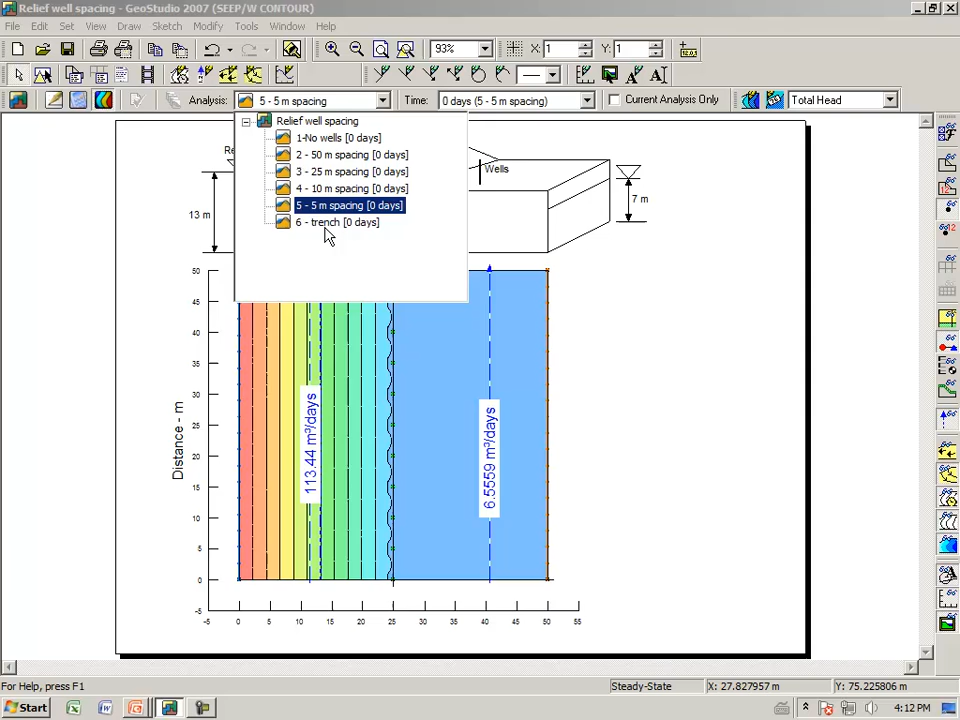 Relief well spacing - GeoStudio 2007 (SEEP/W CONTOUR)
File Edit Set View Draw Sketch Modify Tools Window Help
93% X: 1 Y: 1
Analysis: 5 - 5 m spacing Time: 0 days (5 - 5 m spacing) Current Analysis Only Total Head
Relief well spacing
1-No wells [0 days]
2 - 50 m spacing [0 days]
3 - 25 m spacing [0 days]
4 - 10 m spacing [0 days]
5 - 5 m spacing [0 days]
6 - trench [0 days]
Re
Wells
13 m
7 m
50
45
40
35
30
25
20
15
10
5
0
-5
Distance - m
113.44 m³/days
6.5559 m³/days
-5 0 5 10 15 20 25 30 35 40 45 50 55
For Help, press F1 Steady-State X: 27.827957 m Y: 75.225806 m
Start 4:12 PM